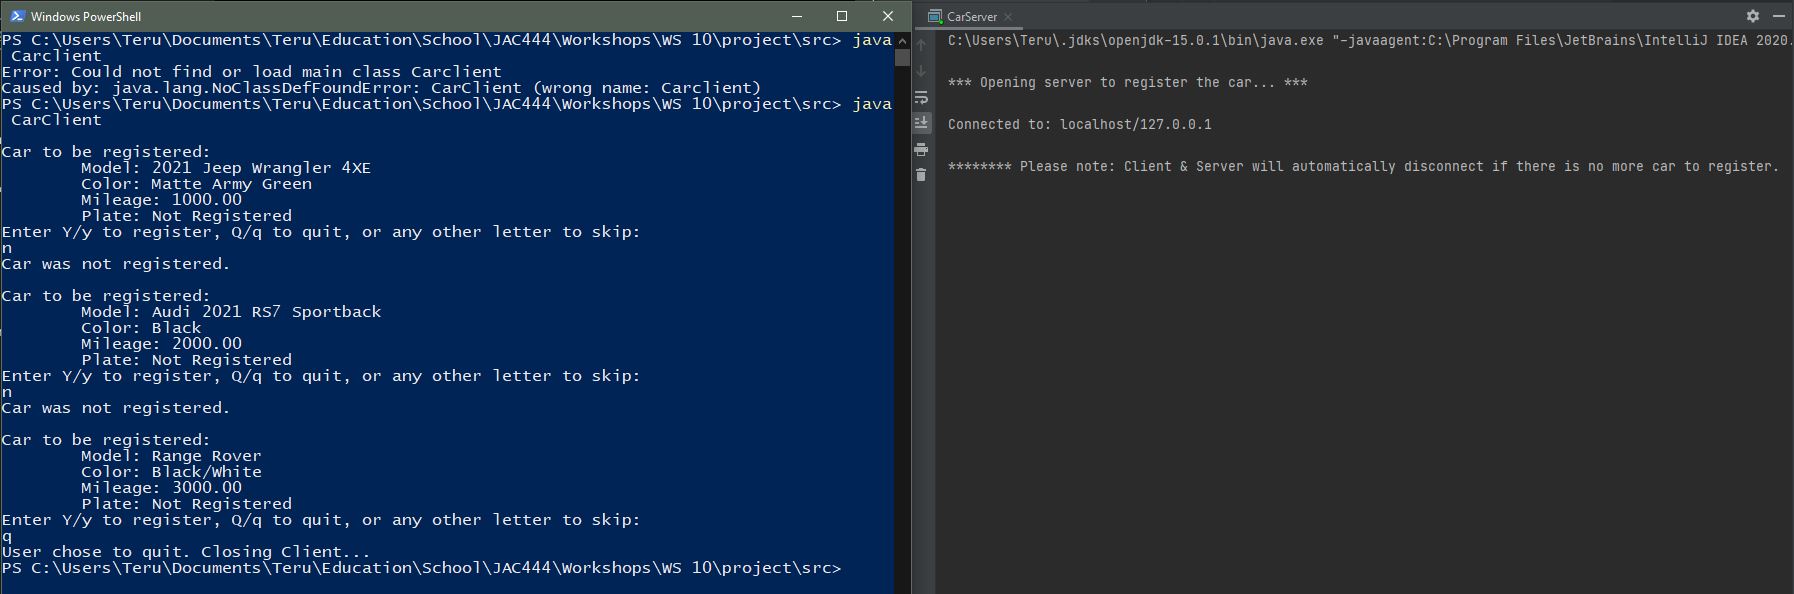 Windows PowerShell
PS C:\Users\Teru\Documents\Teru\Education\School\JAC444\Workshops\WS 10\project\src> java
Carclient
Error: Could not find or load main class Carclient
Caused by: java.lang.NoClassDefFoundError: CarClient (wrong name: Carclient)
PS C:\Users\Teru\Documents\Teru\Education\School\JAC444\Workshops\WS 10\project\src> java
CarClient
Car to be registered:
Model: 2021 Jeep Wrangler 4XE
Color: Matte Army Green
Mileage: 1000.00
Plate: Not Registered
Enter Y/y to register, Q/q to quit, or any other letter to skip:
n
Car was not registered.
Car to be registered:
Model: Audi 2021 RS7 Sportback
Color: Black
Mileage: 2000.00
Plate: Not Registered
Enter Y/y to register, Q/q to quit, or any other letter to skip:
n
Car was not registered.
Car to be registered:
Model: Range Rover
Color: Black/White
Mileage: 3000.00
Plate: Not Registered
Enter Y/y to register, Q/q to quit, or any other letter to skip:
q
User chose to quit. Closing Client...
PS C:\Users\Teru\Documents\Teru\Education\School\JAC444\Workshops\WS 10\project\src>
CarServer
C:\Users\Teru\.jdks\openjdk-15.0.1\bin\java.exe "-javaagent:C:\Program Files\JetBrains\IntelliJ IDEA 2020.
*** Opening server to register the car... ***
Connected to: localhost/127.0.0.1
******** Please note: Client & Server will automatically disconnect if there is no more car to register.